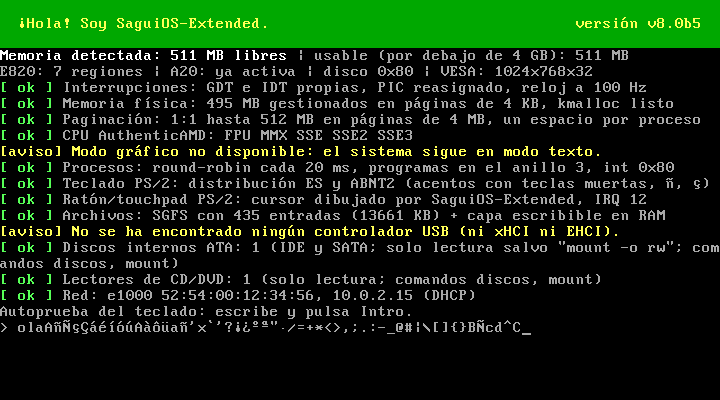 ¡Hola! Soy SaguiOS-Extended. versión v8.0b5
Memoria detectada: 511 MB libres | usable (por debajo de 4 GB): 511 MB
E820: 7 regiones | A20: ya activa | disco 0x80 | VESA: 1024x768x32
[ ok ] Interrupciones: GDT e IDT propias, PIC reasignado, reloj a 100 Hz
[ ok ] Memoria física: 495 MB gestionados en páginas de 4 KB, kmalloc listo
[ ok ] Paginación: 1:1 hasta 512 MB en páginas de 4 MB, un espacio por proceso
[ ok ] CPU AuthenticAMD: FPU MMX SSE SSE2 SSE3
[aviso] Modo gráfico no disponible: el sistema sigue en modo texto.
[ ok ] Procesos: round-robin cada 20 ms, programas en el anillo 3, int 0x80
[ ok ] Teclado PS/2: distribución ES y ABNT2 (acentos con teclas muertas, ñ, ç)
[ ok ] Ratón/touchpad PS/2: cursor dibujado por SaguiOS-Extended, IRQ 12
[ ok ] Archivos: SGFS con 435 entradas (13661 KB) + capa escribible en RAM
[aviso] No se ha encontrado ningún controlador USB (ni xHCI ni EHCI).
[ ok ] Discos internos ATA: 1 (IDE y SATA; solo lectura salvo "mount -o rw"; com
andos discos, mount)
[ ok ] Lectores de CD/DVD: 1 (solo lectura; comandos discos, mount)
[ ok ] Red: e1000 52:54:00:12:34:56, 10.0.2.15 (DHCP)
Autoprueba del teclado: escribe y pulsa Intro.
> olaAñÑçÇáéíóúAàôüañ'x`'?¡¿ºª"·/=+*<>,;.:-_@#|\[]{}BÑcd^C_